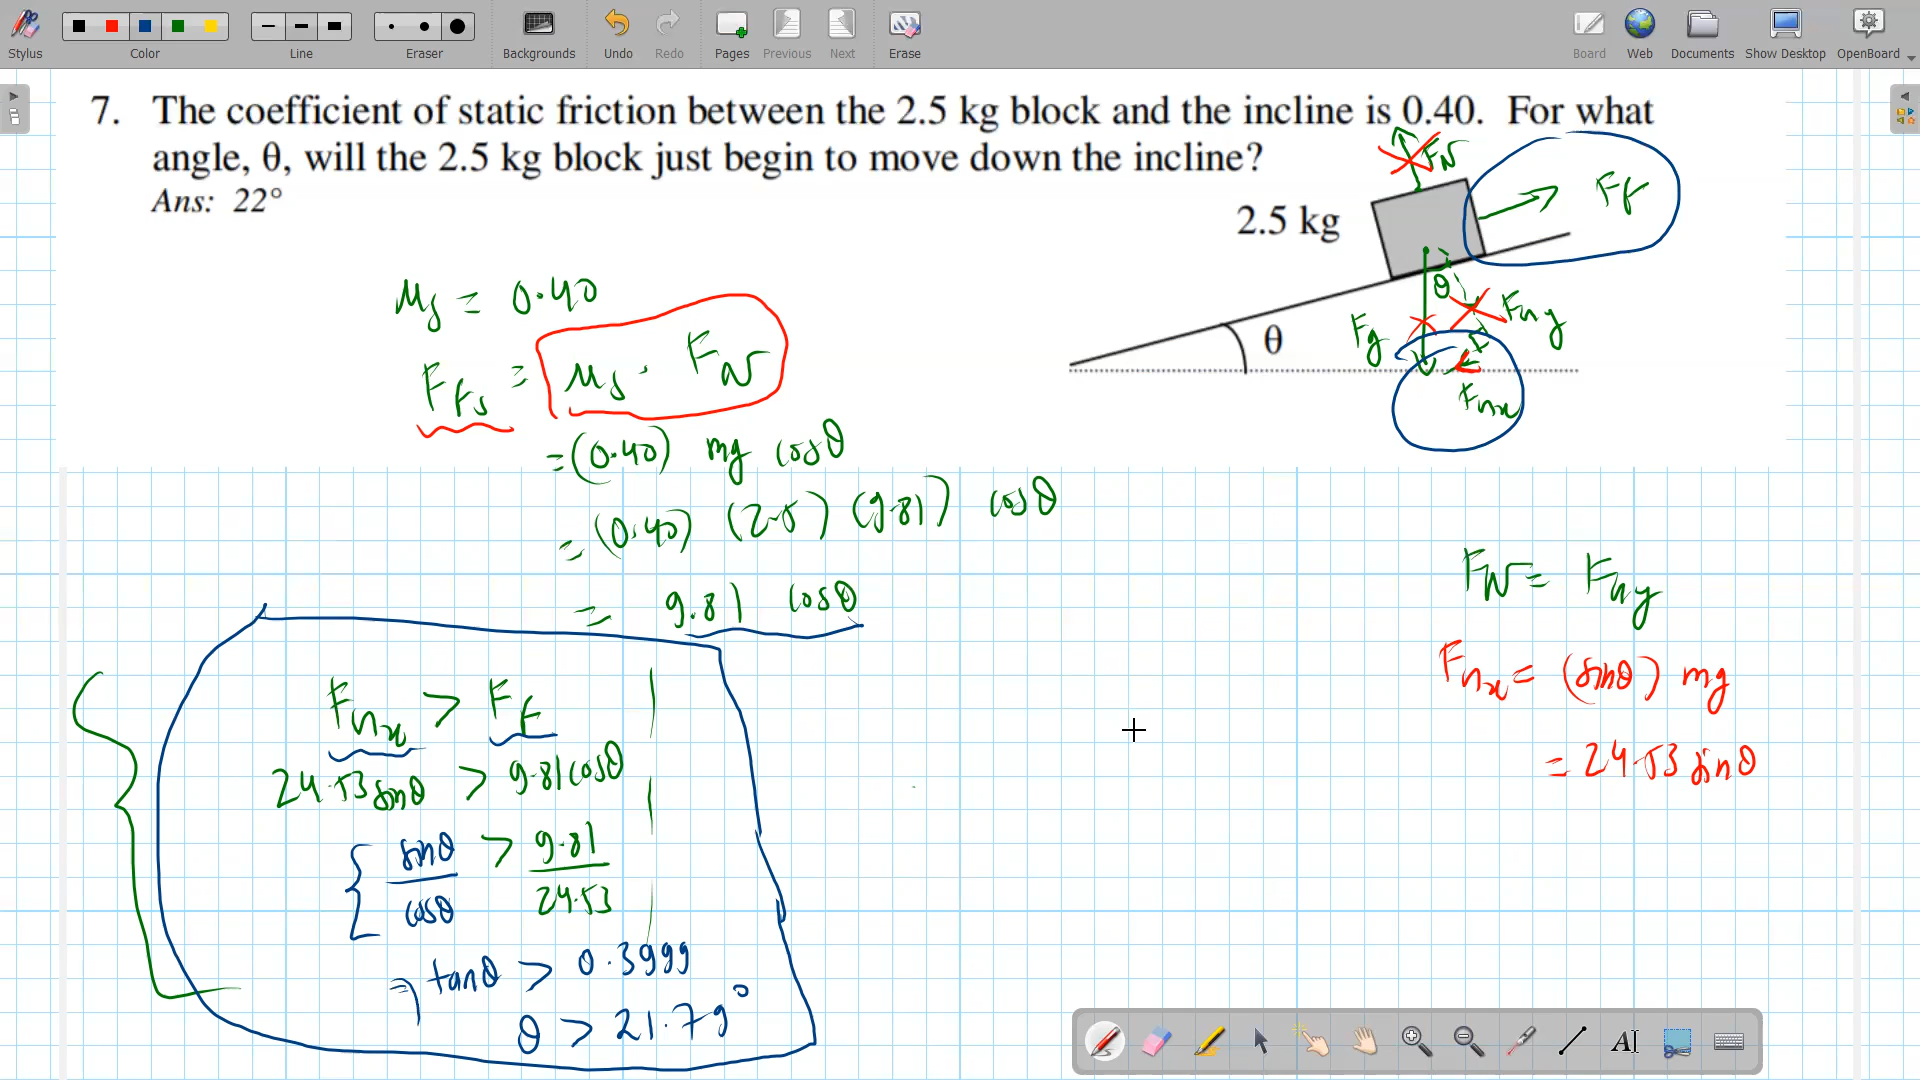 Stylus Color Line Eraser Backgrounds Undo Redo Pages Previous Next Erase Board Web Documents Show Desktop OpenBoard
7. The coefficient of static friction between the 2.5 kg block and the incline is 0.40. For what
angle, θ, will the 2.5 kg block just begin to move down the incline?
Ans: 22°
2.5 kg
θ
FN
Ff
θ
Fg
Fny
Fnx
μs = 0.40
Ffs = μs · FN
= (0.40) mg cosθ
= (0.40) (2.5) (9.81) cosθ
= 9.81 cosθ
Fnx > Ff
24.53 sinθ > 9.81 cosθ
sinθ / cosθ > 9.81 / 24.53
⇒ tanθ > 0.3999
θ > 21.79°
FN = Fny
Fnx = (sinθ) mg
= 24.53 sinθ
AI